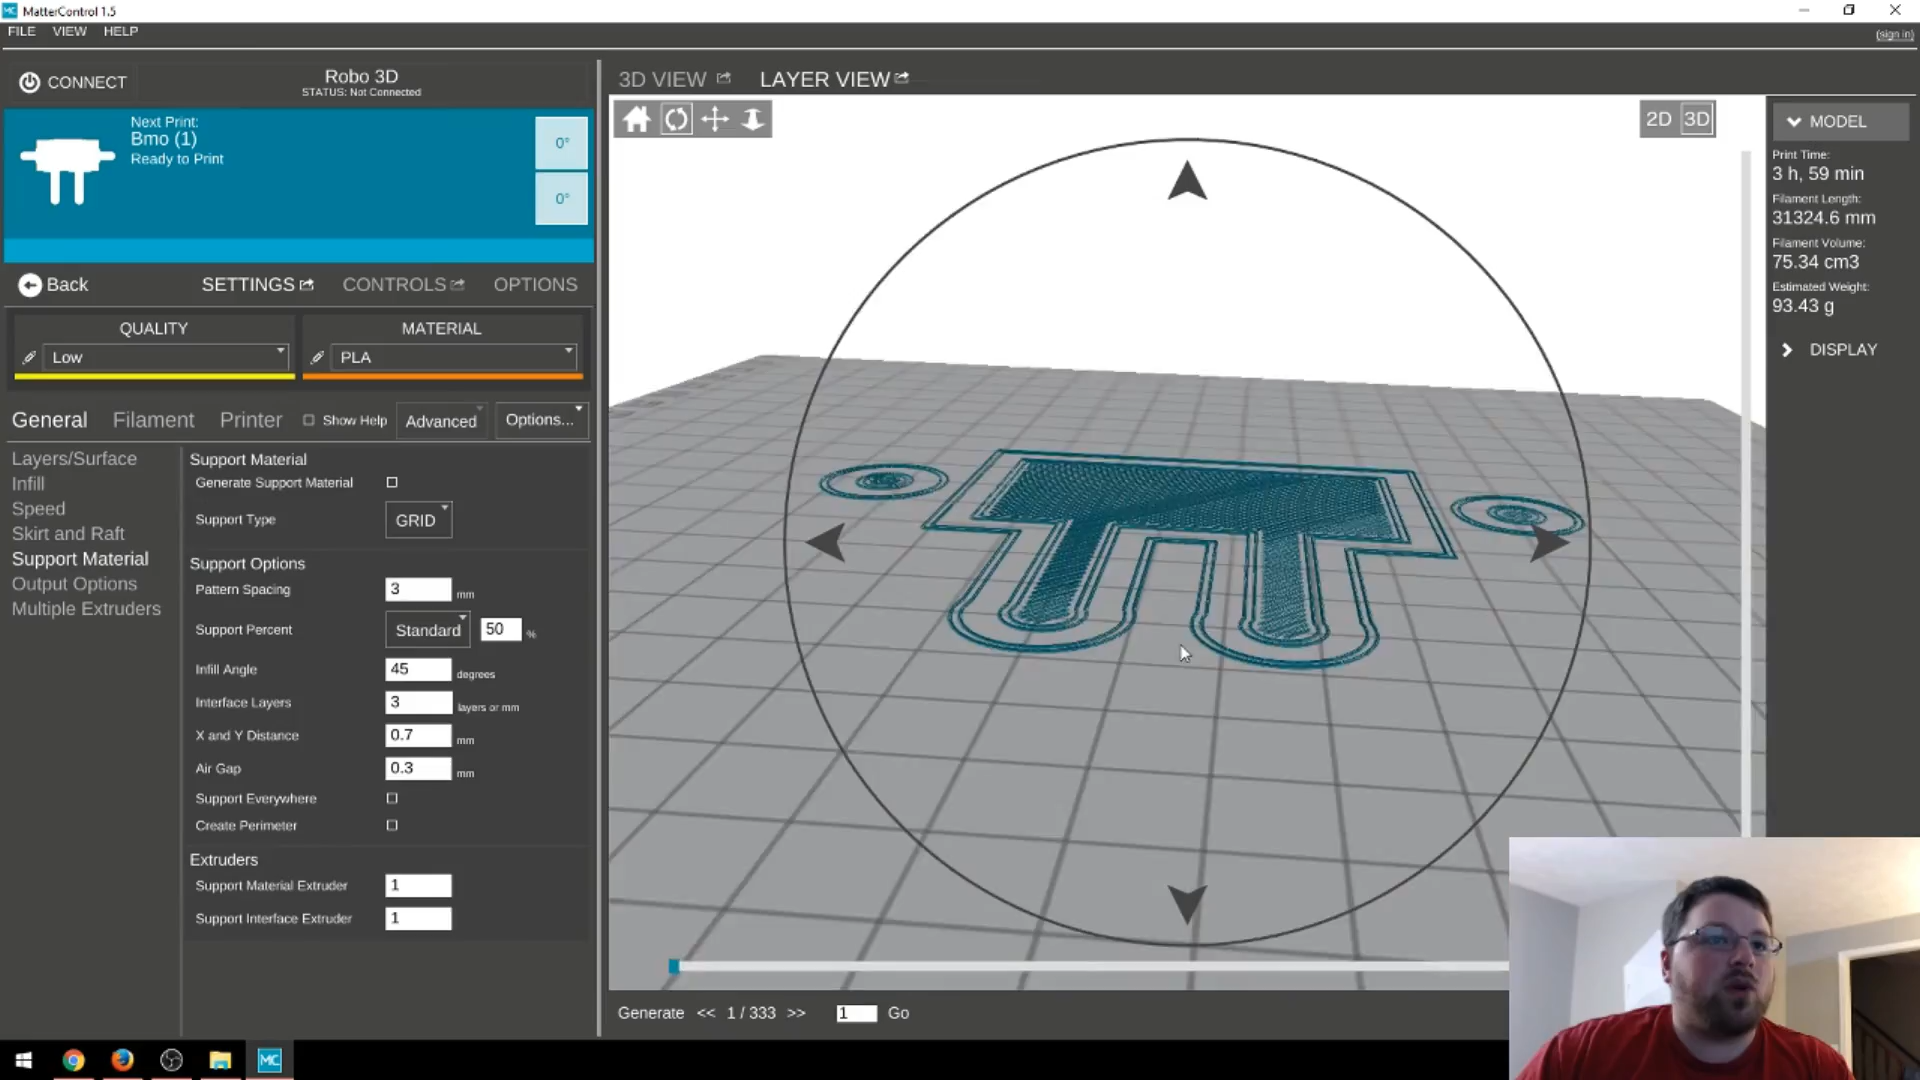 MatterControl 1.5
FILE VIEW HELP
(sign in)
CONNECT
Robo 3D
STATUS: Not Connected
Next Print:
Bmo (1)
Ready to Print
0°
0°
Back
SETTINGS CONTROLS OPTIONS
QUALITY
MATERIAL
Low
PLA
General Filament Printer Show Help Advanced Options...
Layers/Surface
Infill
Speed
Skirt and Raft
Support Material
Output Options
Multiple Extruders
Support Material
Generate Support Material
Support Type GRID
Support Options
Pattern Spacing 3 mm
Support Percent Standard 50 %
Infill Angle 45 degrees
Interface Layers 3 layers or mm
X and Y Distance 0.7 mm
Air Gap 0.3 mm
Support Everywhere
Create Perimeter
Extruders
Support Material Extruder 1
Support Interface Extruder 1
3D VIEW LAYER VIEW
2D 3D
MODEL
Print Time:
3 h, 59 min
Filament Length:
31324.6 mm
Filament Volume:
75.34 cm3
Estimated Weight:
93.43 g
DISPLAY
Generate << 1 / 333 >> 1 Go
MC